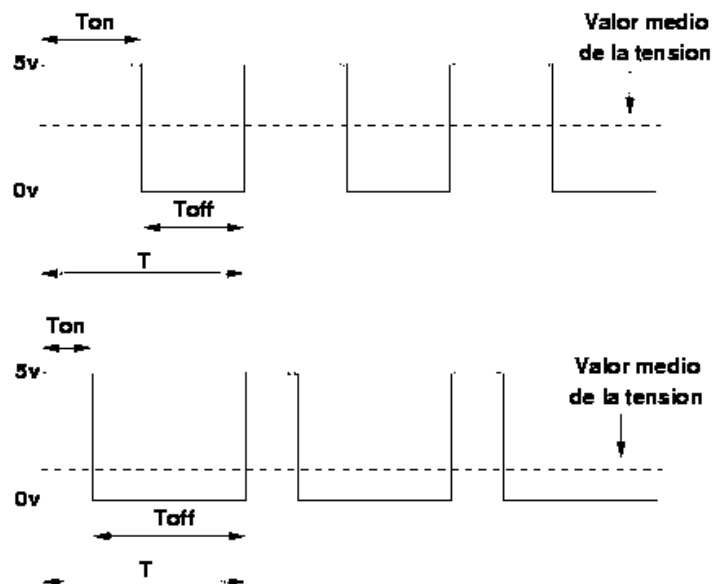 Ton
Valor medio
de la tension
5v
0v
Toff
T
Ton
5v
Valor medio
de la tension
0v
Toff
T